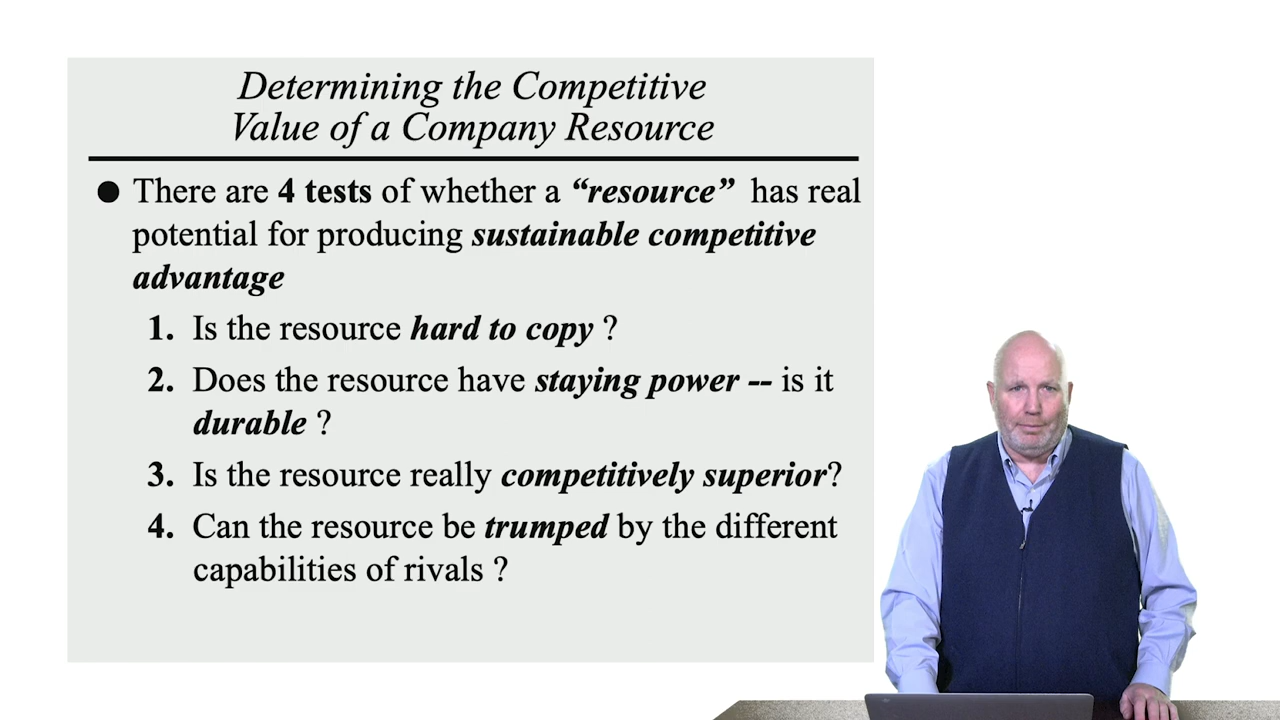 Determining the Competitive
Value of a Company Resource
● There are 4 tests of whether a “resource” has real
potential for producing sustainable competitive
advantage
1. Is the resource hard to copy ?
2. Does the resource have staying power -- is it
durable ?
3. Is the resource really competitively superior?
4. Can the resource be trumped by the different
capabilities of rivals ?